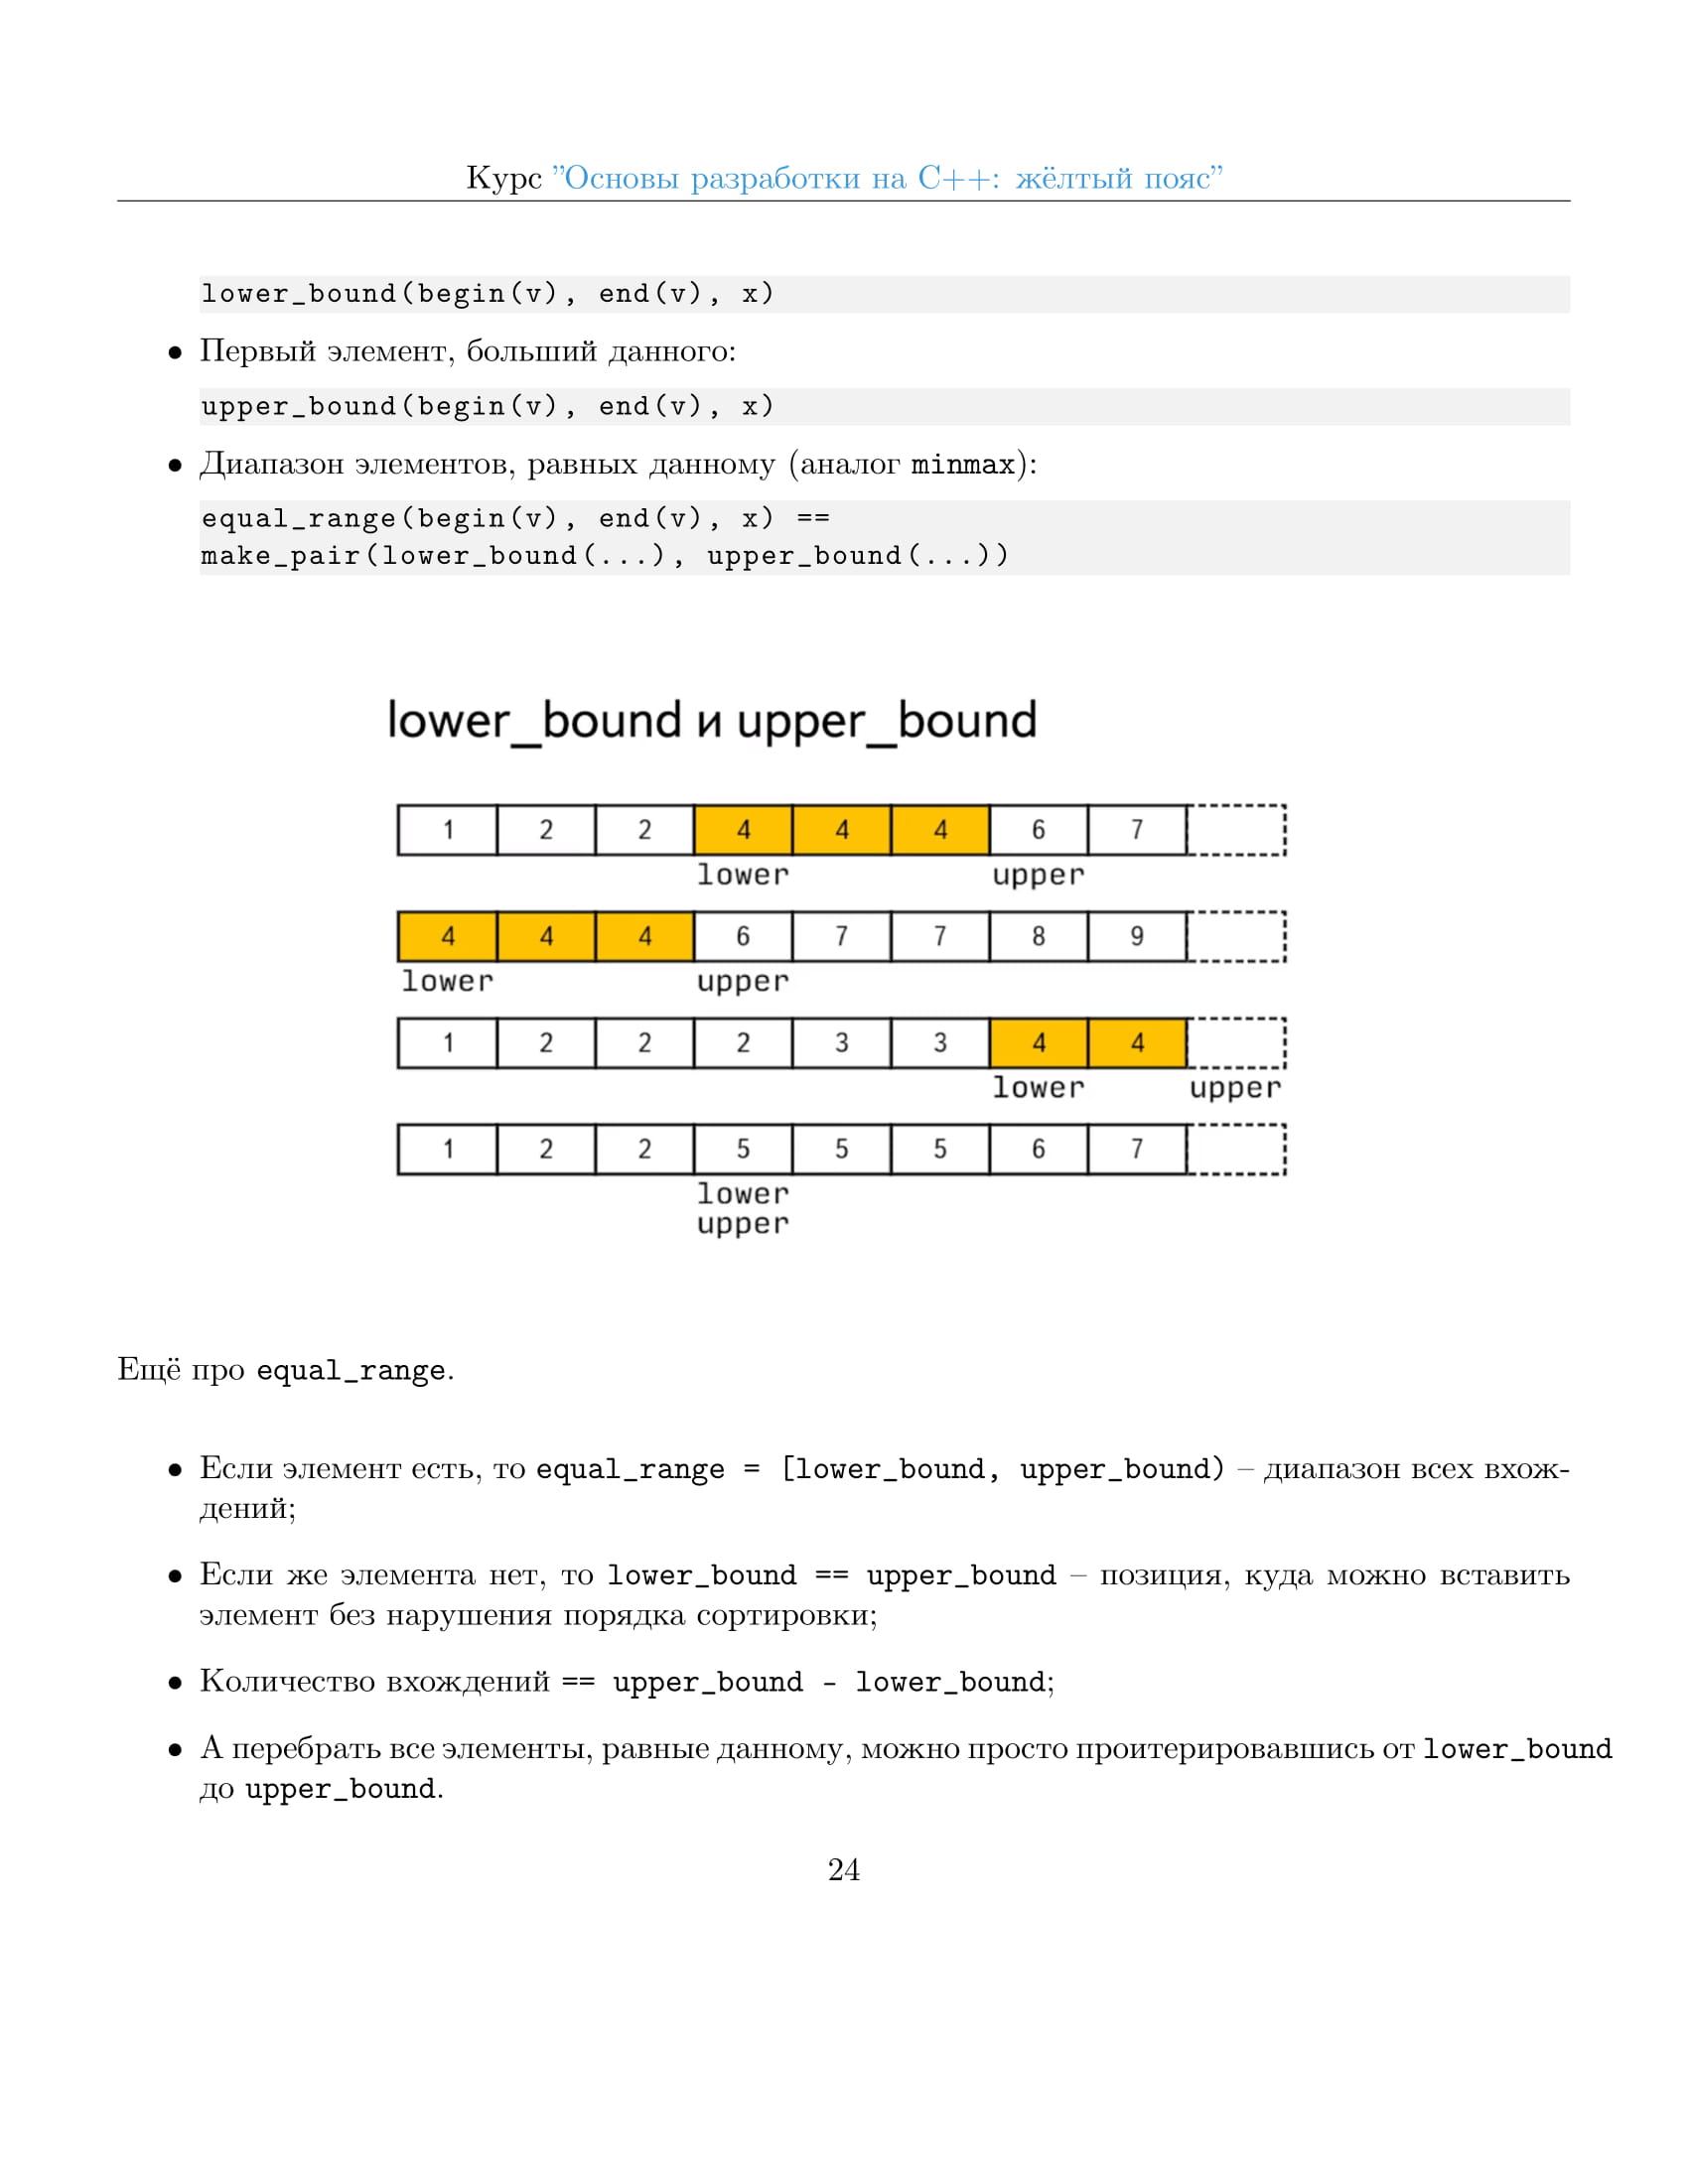 Курс ”Основы разработки на C++: жёлтый пояс”
lower_bound(begin(v), end(v), x)
• Первый элемент, больший данного:
upper_bound(begin(v), end(v), x)
• Диапазон элементов, равных данному (аналог minmax):
equal_range(begin(v), end(v), x) ==
make_pair(lower_bound(...), upper_bound(...))
lower_bound и upper_bound
1 2 2 4 4 4 6 7
lower upper
4 4 4 6 7 7 8 9
lower upper
1 2 2 2 3 3 4 4
lower upper
1 2 2 5 5 5 6 7
lower
upper
Ещё про equal_range.
• Если элемент есть, то equal_range = [lower_bound, upper_bound) – диапазон всех вхож-
дений;
• Если же элемента нет, то lower_bound == upper_bound – позиция, куда можно вставить
элемент без нарушения порядка сортировки;
• Количество вхождений == upper_bound - lower_bound;
• А перебрать все элементы, равные данному, можно просто проитерировавшись от lower_bound
до upper_bound.
24